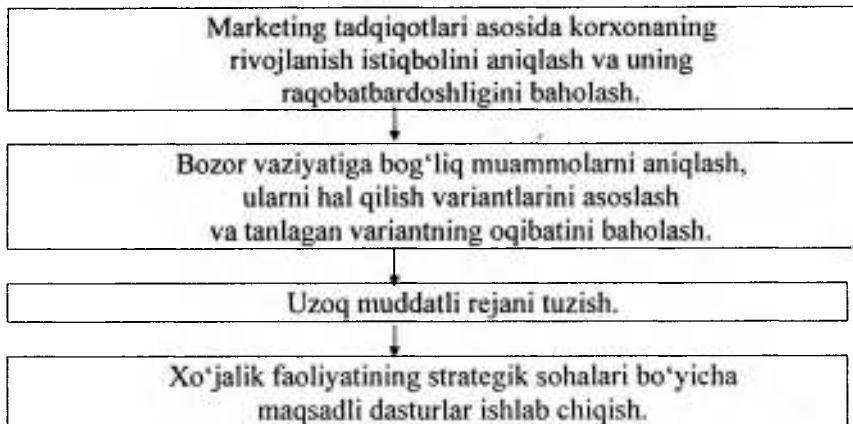 Marketing tadqiqotlari asosida korxonaning
rivojlanish istiqbolini aniqlash va uning
raqobatbardoshligini baholash.
Bozor vaziyatiga bog‘liq muammolarni aniqlash,
ularni hal qilish variantlarini asoslash
va tanlagan variantning oqibatini baholash.
Uzoq muddatli rejani tuzish.
Xo‘jalik faoliyatining strategik sohalari bo‘yicha
maqsadli dasturlar ishlab chiqish.